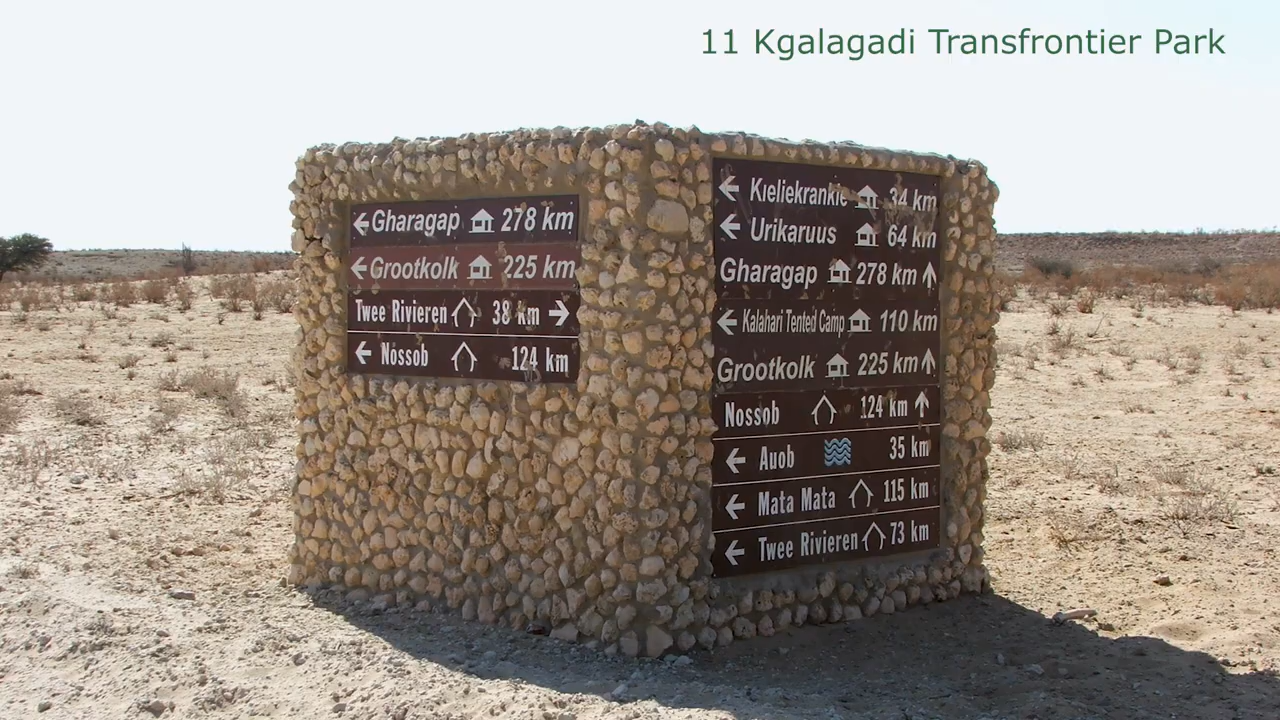 11 Kgalagadi Transfrontier Park
← Gharagap 278 km
← Grootkolk 225 km
Twee Rivieren 38 km →
← Nossob 124 km
← Kieliekrankie 34 km
← Urikaruus 64 km
Gharagap 278 km ↑
← Kalahari Tented Camp 110 km
Grootkolk 225 km ↑
Nossob 124 km ↑
← Auob 35 km
← Mata Mata 115 km
← Twee Rivieren 73 km